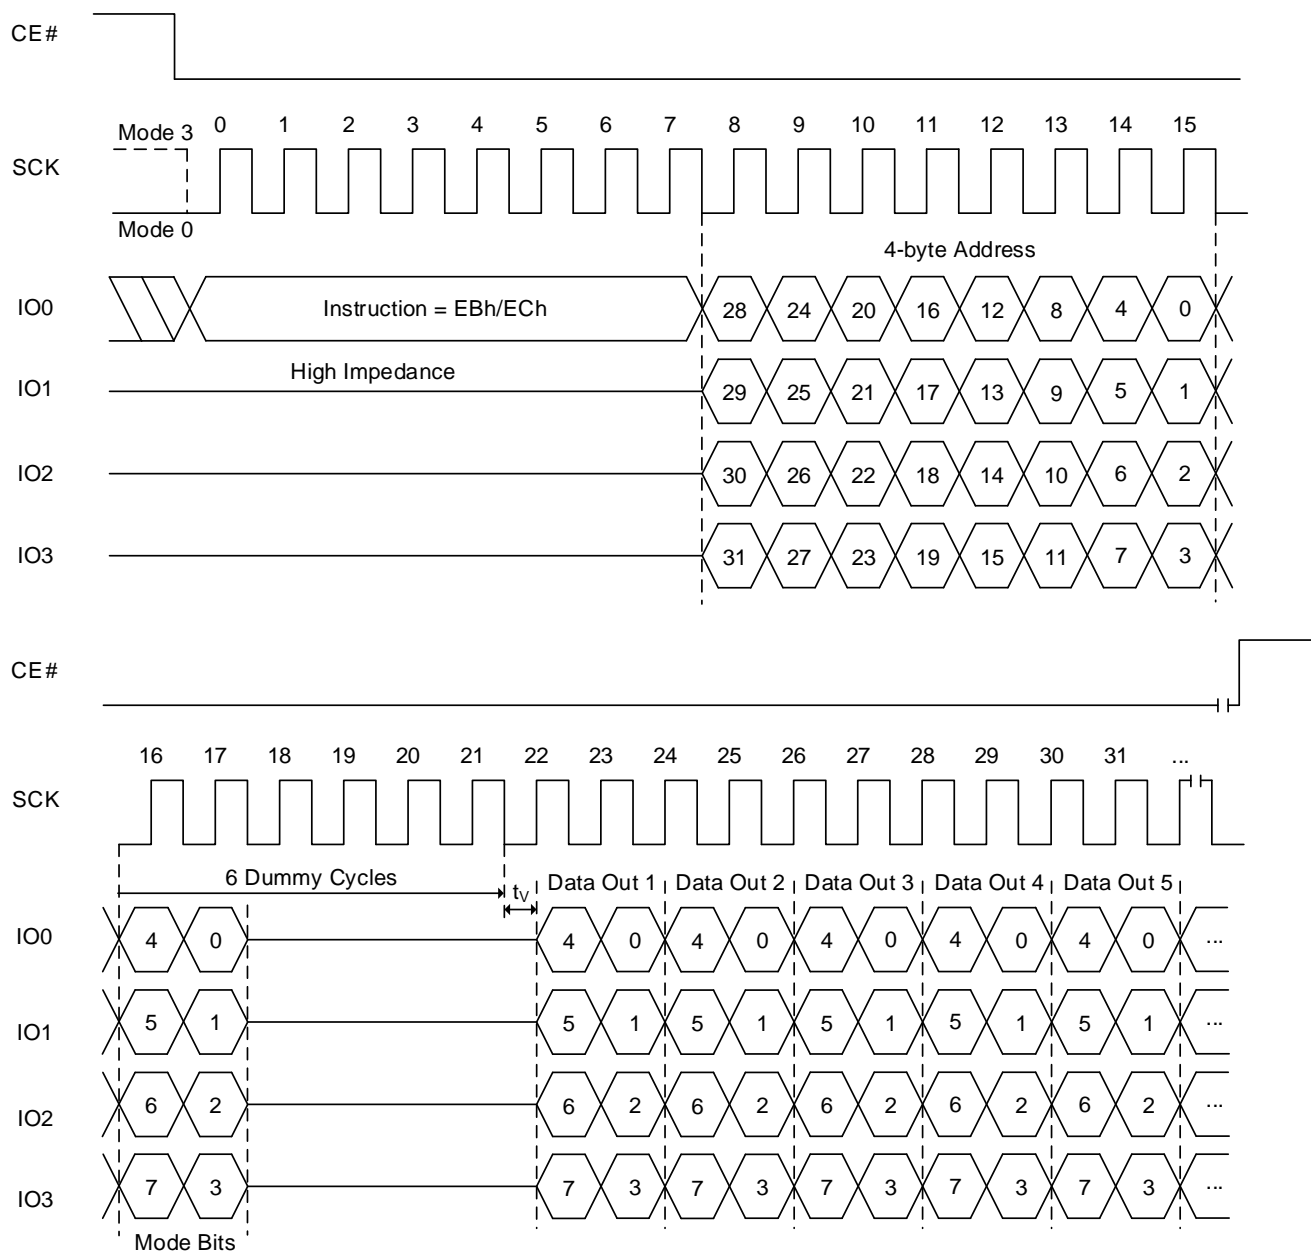 CE#
Mode 3 0 1 2 3 4 5 6 7 8 9 10 11 12 13 14 15
SCK
Mode 0
4-byte Address
IO0 Instruction = EBh/ECh 28 24 20 16 12 8 4 0
High Impedance
IO1 29 25 21 17 13 9 5 1
IO2 30 26 22 18 14 10 6 2
IO3 31 27 23 19 15 11 7 3
CE#
16 17 18 19 20 21 22 23 24 25 26 27 28 29 30 31 ...
SCK
6 Dummy Cycles tV Data Out 1 Data Out 2 Data Out 3 Data Out 4 Data Out 5
IO0 4 0 4 0 4 0 4 0 4 0 4 0 ...
IO1 5 1 5 1 5 1 5 1 5 1 5 1 ...
IO2 6 2 6 2 6 2 6 2 6 2 6 2 ...
IO3 7 3 7 3 7 3 7 3 7 3 7 3 ...
Mode Bits